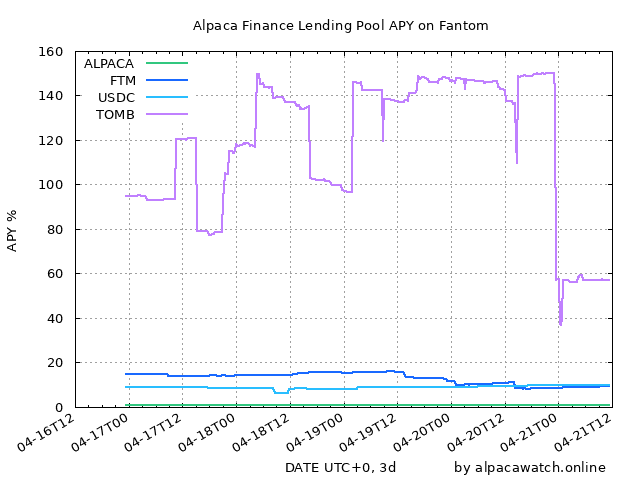 Alpaca Finance Lending Pool APY on Fantom
APY %
160
140
120
100
80
60
40
20
0
ALPACA
FTM
USDC
TOMB
04-16T12
04-17T00
04-17T12
04-18T00
04-18T12
04-19T00
04-19T12
04-20T00
04-20T12
04-21T00
04-21T12
DATE UTC+0, 3d
by alpacawatch.online